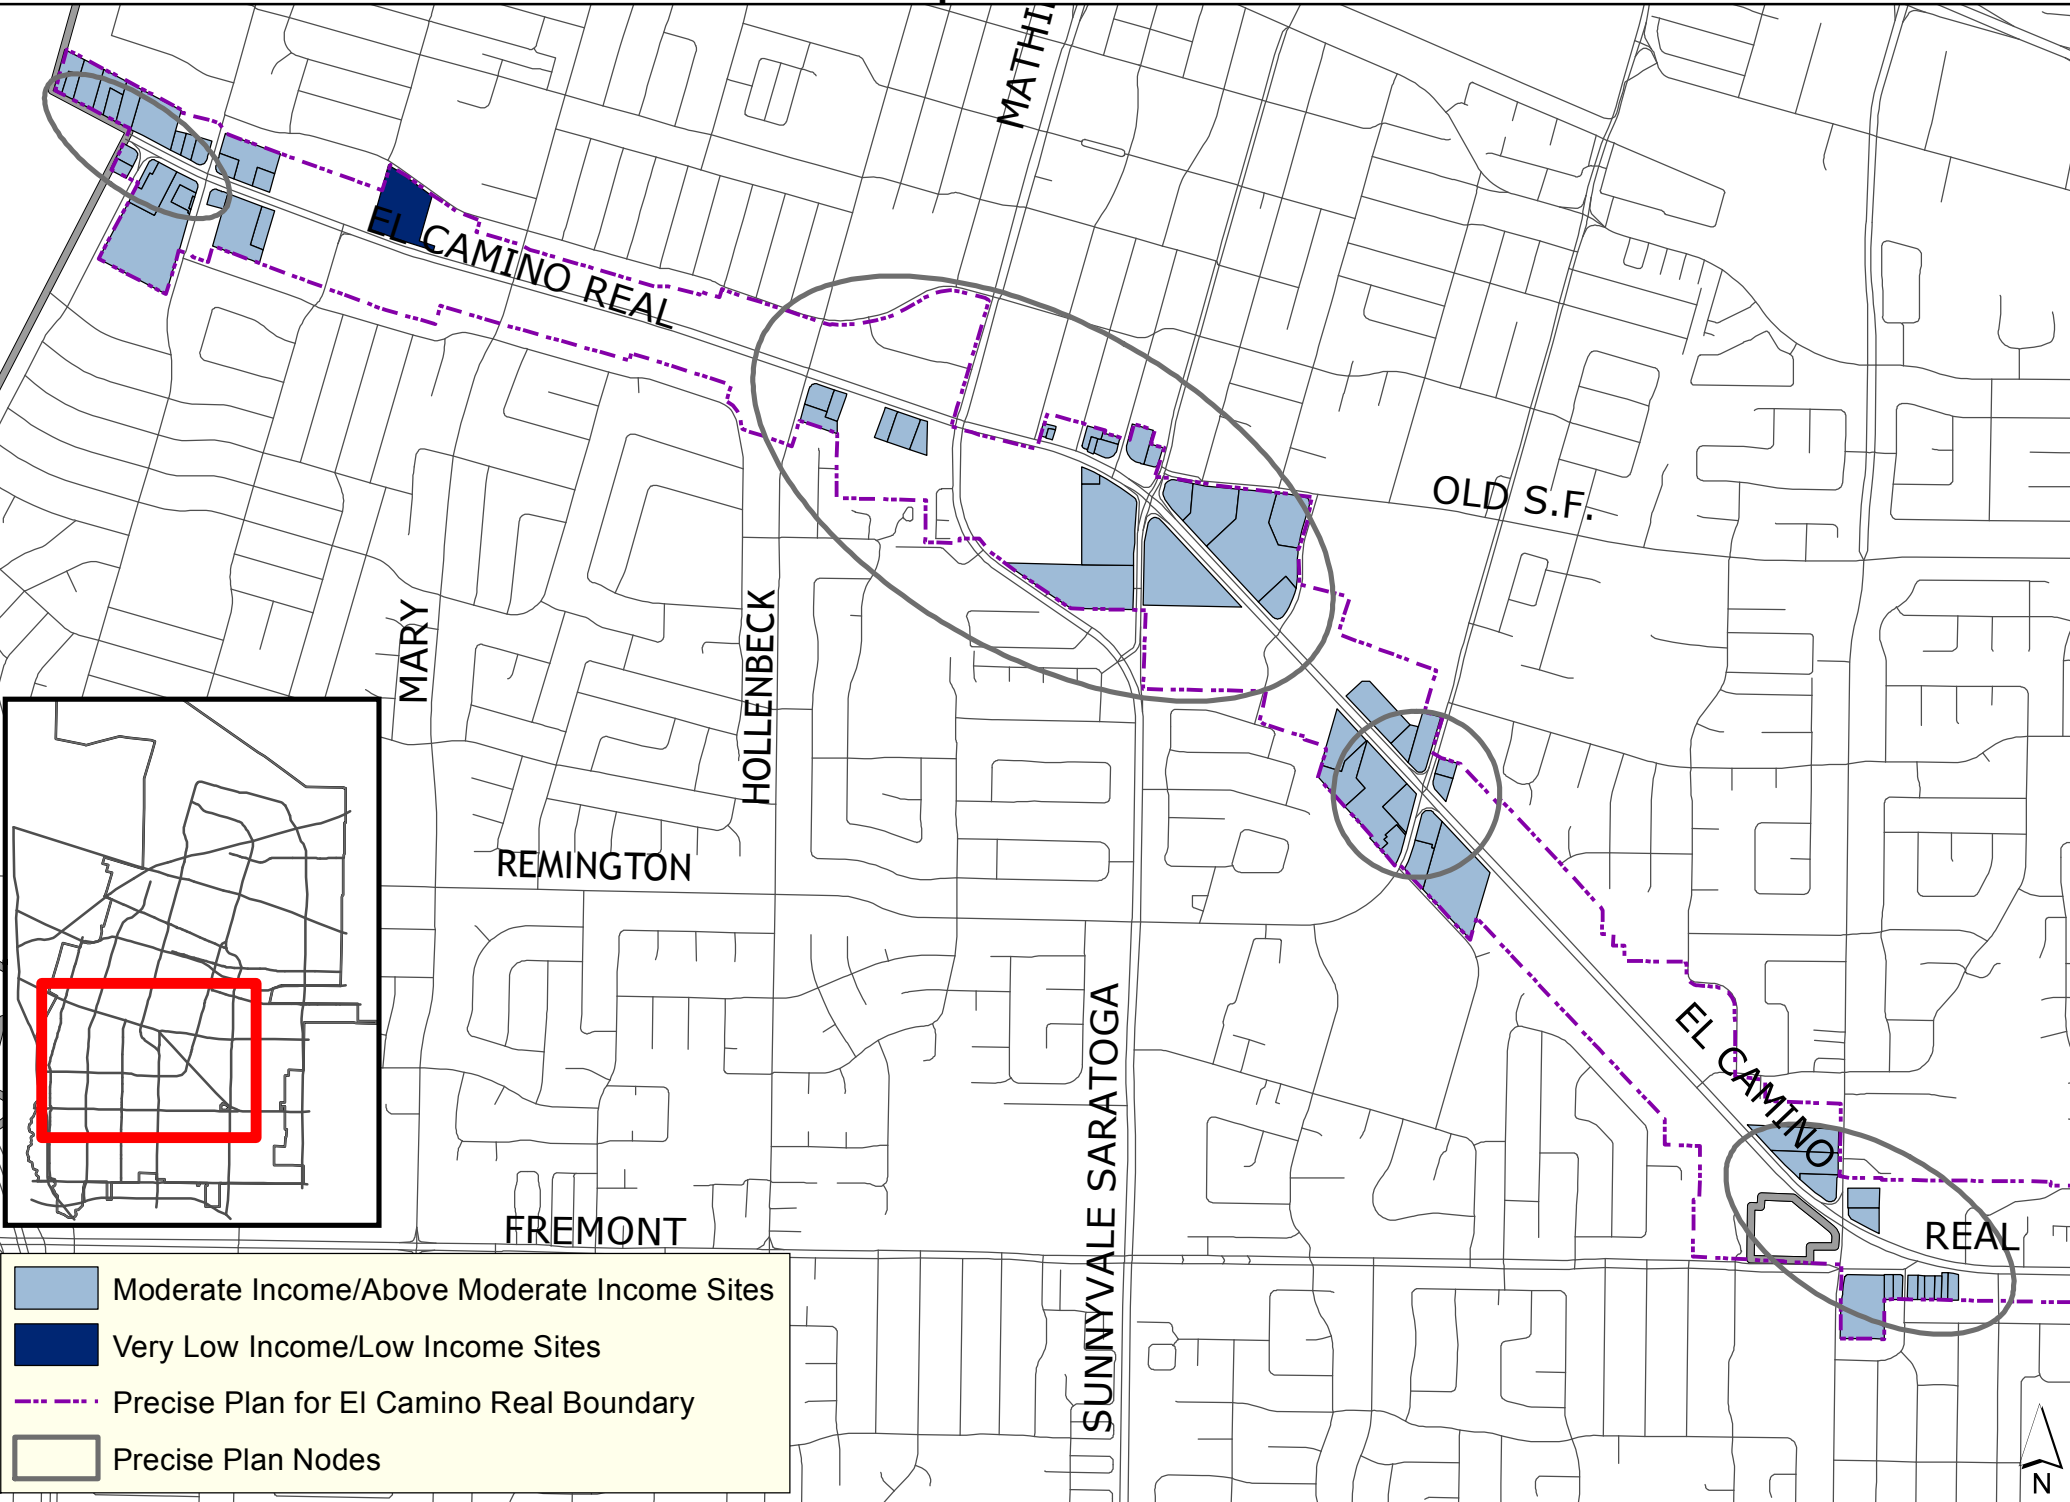 EL CAMINO REAL
OLD S.F.
MARY
HOLLENBECK
REMINGTON
SUNNYVALE SARATOGA
EL CAMINO
REAL
FREMONT
Moderate Income/Above Moderate Income Sites
Very Low Income/Low Income Sites
Precise Plan for El Camino Real Boundary
Precise Plan Nodes
N